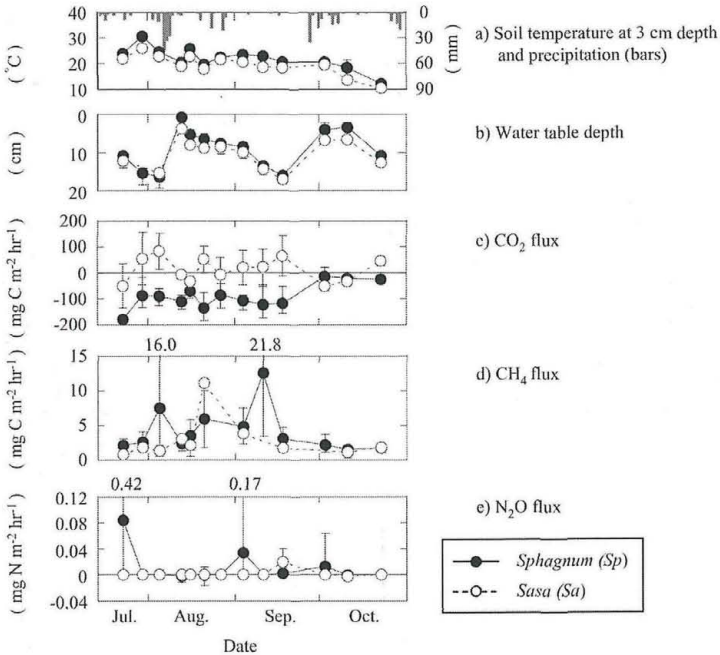 40 0
30 30
20 60
10 90
( °C ) ( mm )
a) Soil temperature at 3 cm depth
and precipitation (bars)
0
10
20
( cm )
b) Water table depth
200
100
0
-100
-200
( mg C m-2 hr-1 )
c) CO2 flux
16.0 21.8
15
10
5
0
( mg C m-2 hr-1 )
d) CH4 flux
0.42 0.17
0.12
0.08
0.04
0
-0.04
( mg N m-2 hr-1 )
e) N2O flux
Sphagnum (Sp)
Sasa (Sa)
Jul. Aug. Sep. Oct.
Date